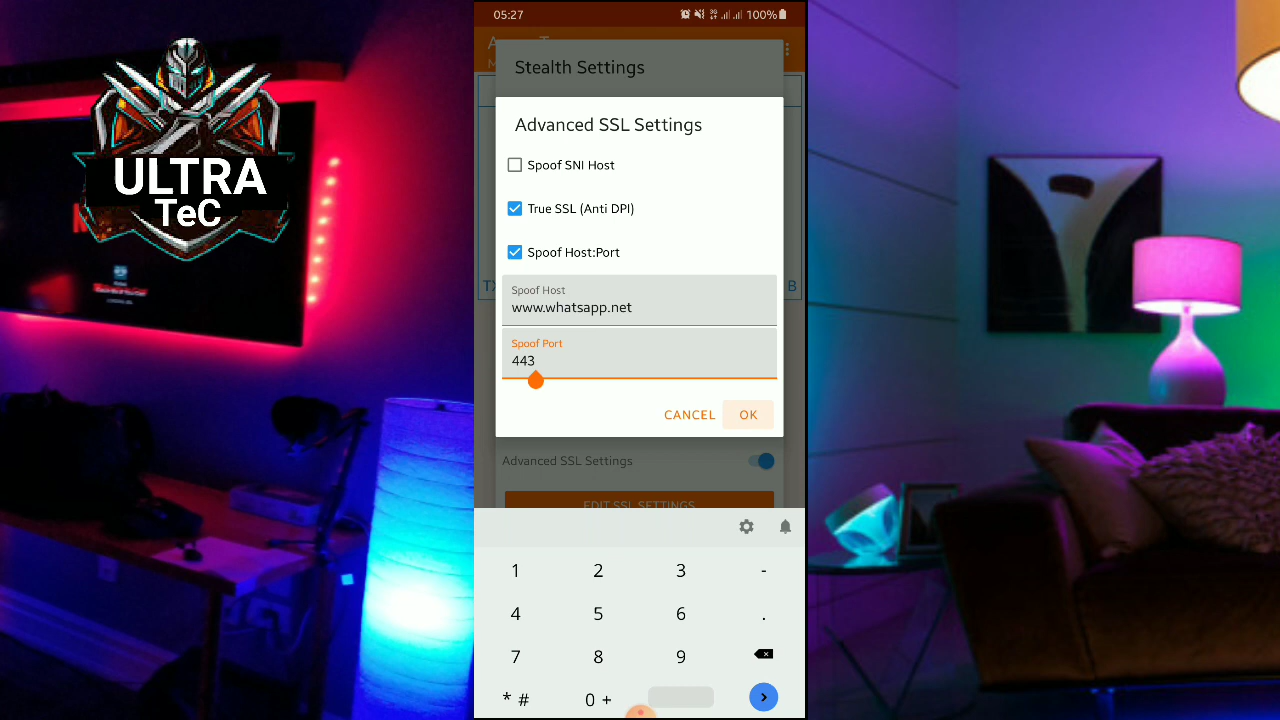 05:27
100%
Stealth Settings
Advanced SSL Settings
Spoof SNI Host
True SSL (Anti DPI)
Spoof Host:Port
Spoof Host
www.whatsapp.net
Spoof Port
443
CANCEL OK
Advanced SSL Settings
EDIT SSL SETTINGS
1 2 3 -
4 5 6 .
7 8 9
* # 0 +
ULTRA
TeC